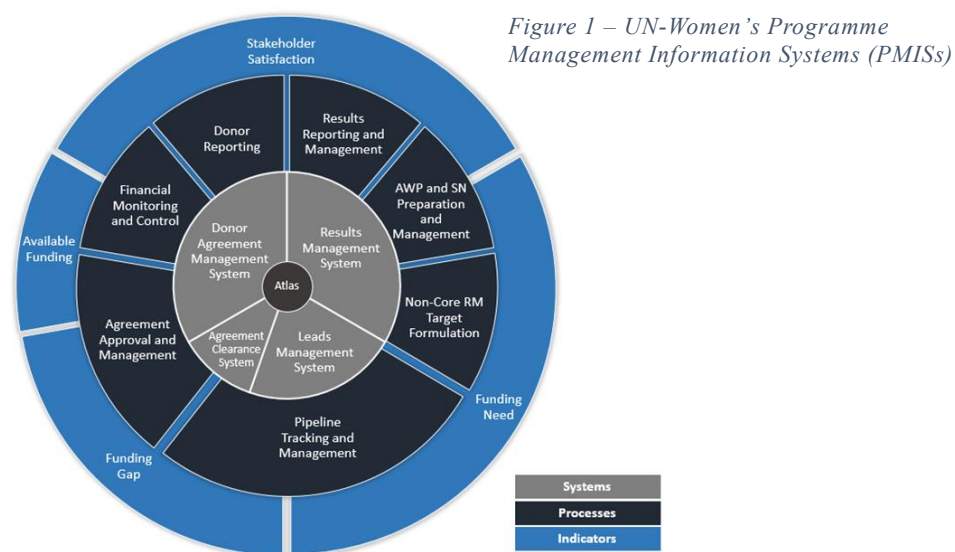 Figure 1 – UN-Women's Programme
Management Information Systems (PMISs)
Stakeholder
Satisfaction
Donor
Reporting
Results
Reporting and
Management
Financial
Monitoring
and Control
AWP and SN
Preparation
and
Management
Donor
Agreement
Management
System
Results
Management
System
Available
Funding
Atlas
Non-Core RM
Target
Formulation
Agreement
Approval and
Management
Agreement
Clearance
System
Leads
Management
System
Funding
Need
Pipeline
Tracking and
Management
Funding
Gap
Systems
Processes
Indicators